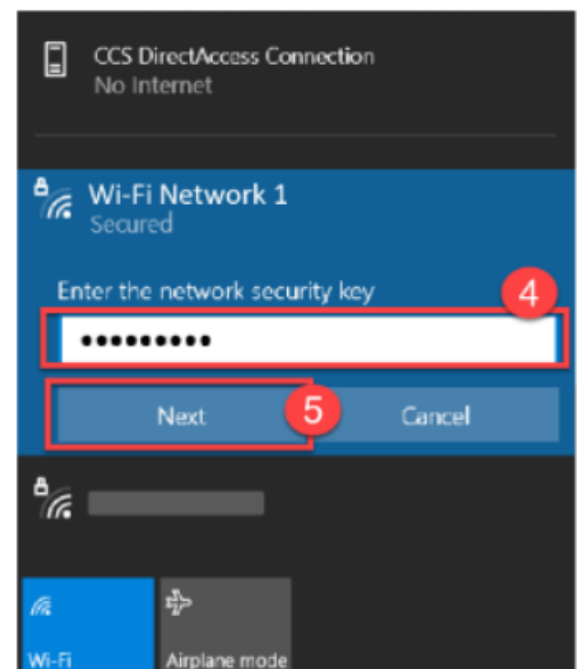 CCS DirectAccess Connection
No Internet
Wi-Fi Network 1
Secured
Enter the network security key
4
•••••••••
Next
5
Cancel
Wi-Fi
Airplane mode